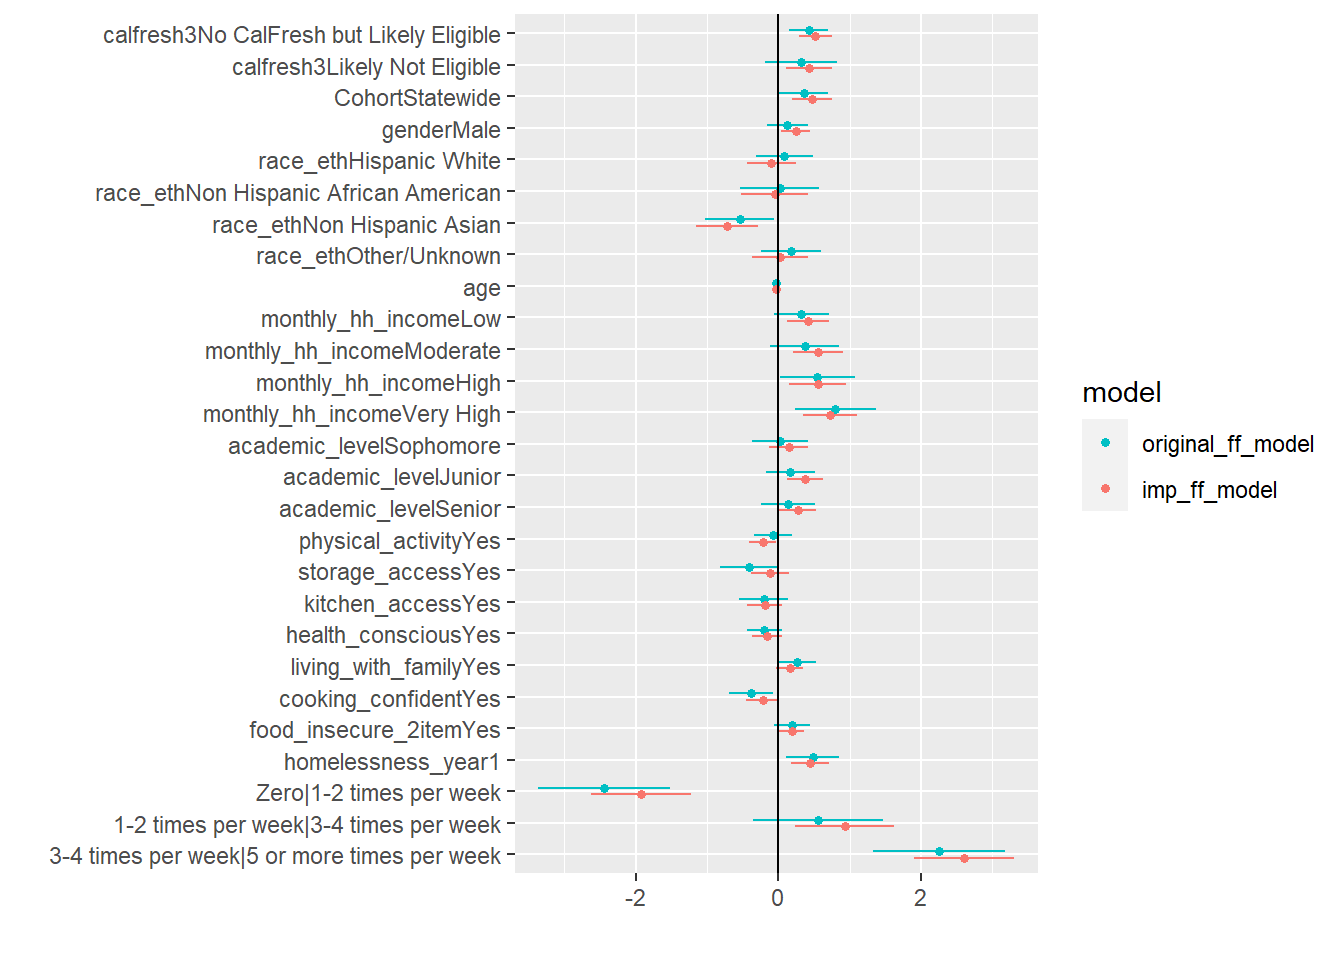 calfresh3No CalFresh but Likely Eligible
calfresh3Likely Not Eligible
CohortStatewide
genderMale
race_ethHispanic White
race_ethNon Hispanic African American
race_ethNon Hispanic Asian
race_ethOther/Unknown
age
monthly_hh_incomeLow
monthly_hh_incomeModerate
monthly_hh_incomeHigh
monthly_hh_incomeVery High
academic_levelSophomore
academic_levelJunior
academic_levelSenior
physical_activityYes
storage_accessYes
kitchen_accessYes
health_consciousYes
living_with_familyYes
cooking_confidentYes
food_insecure_2itemYes
homelessness_year1
Zero|1-2 times per week
1-2 times per week|3-4 times per week
3-4 times per week|5 or more times per week
-2 0 2
model
original_ff_model
imp_ff_model